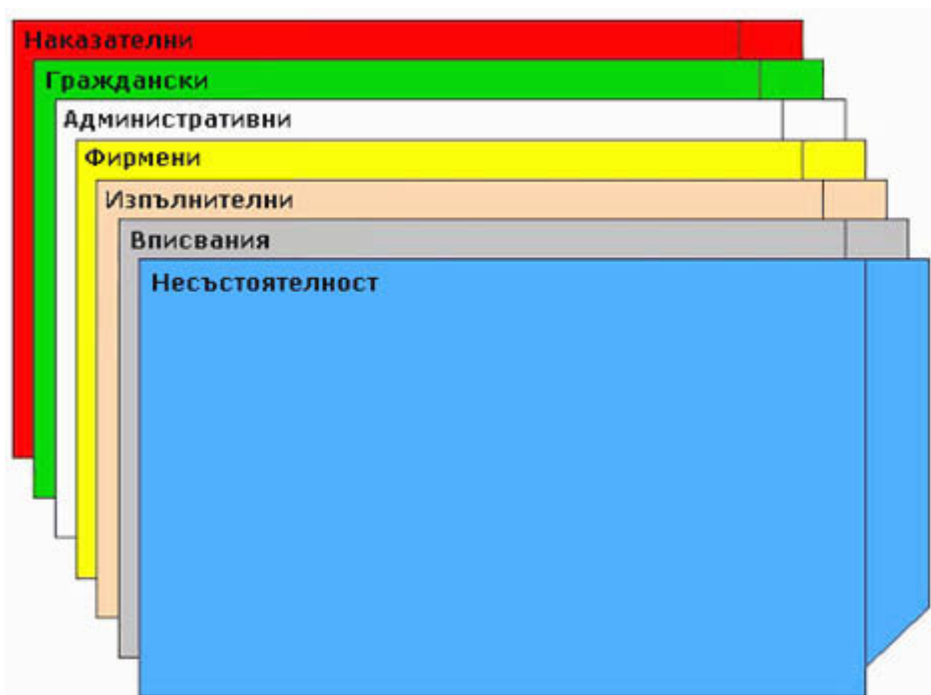 Наказателни
Граждански
Административни
Фирмени
Изпълнителни
Вписвания
Несъстоятелност